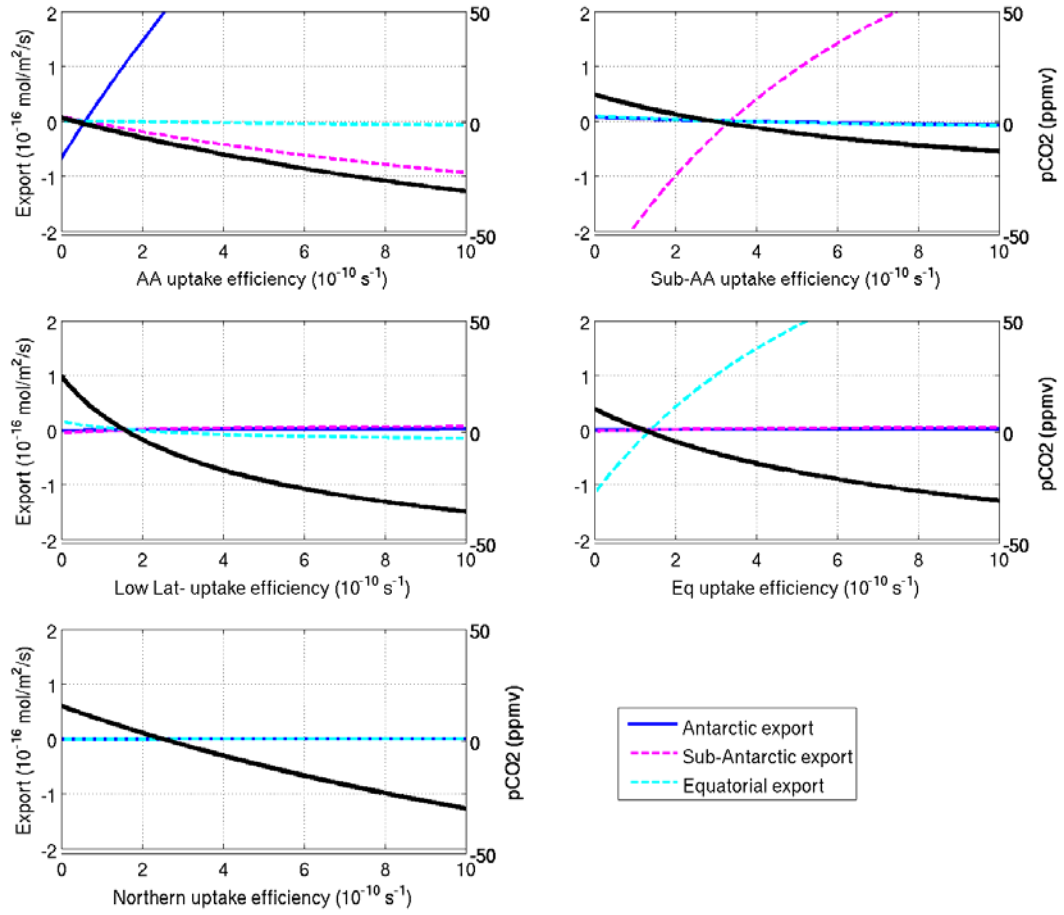 2
1
0
-1
-2
Export (10⁻¹⁶ mol/m²/s)
50
0
-50
0 2 4 6 8 10
AA uptake efficiency (10⁻¹⁰ s⁻¹)
2
1
0
-1
-2
50
0
-50
pCO2 (ppmv)
0 2 4 6 8 10
Sub-AA uptake efficiency (10⁻¹⁰ s⁻¹)
2
1
0
-1
-2
Export (10⁻¹⁶ mol/m²/s)
50
0
-50
0 2 4 6 8 10
Low Lat- uptake efficiency (10⁻¹⁰ s⁻¹)
2
1
0
-1
-2
50
0
-50
pCO2 (ppmv)
0 2 4 6 8 10
Eq uptake efficiency (10⁻¹⁰ s⁻¹)
2
1
0
-1
-2
Export (10⁻¹⁶ mol/m²/s)
50
0
-50
pCO2 (ppmv)
0 2 4 6 8 10
Northern uptake efficiency (10⁻¹⁰ s⁻¹)
Antarctic export
Sub-Antarctic export
Equatorial export